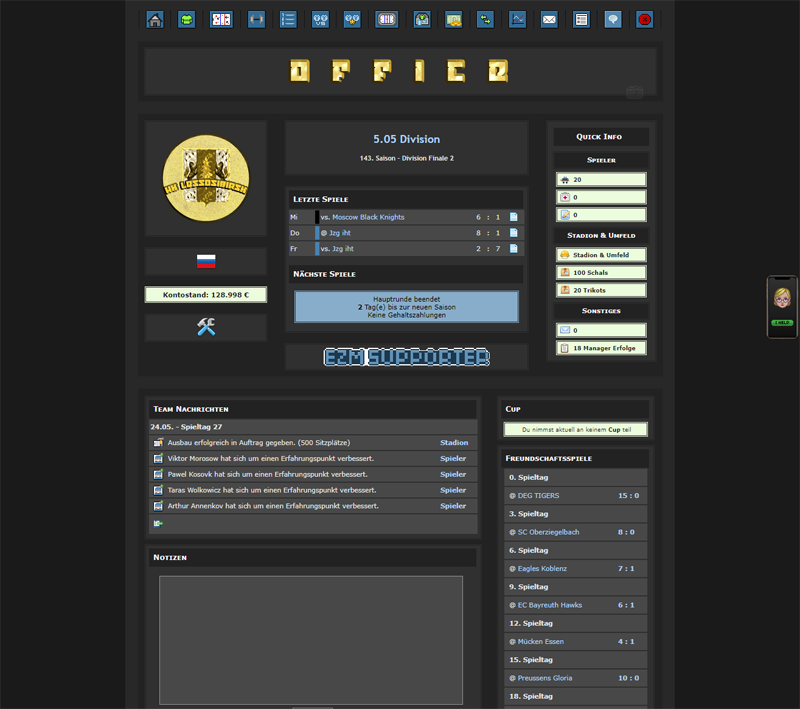 OFFICE
HK Lessosimirsk
5.05 Division
143. Saison - Division Finale 2
Quick Info
Spieler
20
0
0
Stadion & Umfeld
Stadion & Umfeld
100 Schals
20 Trikots
Sonstiges
0
18 Manager Erfolge
Kontostand: 128.998 €
Letzte Spiele
Mi vs. Moscow Black Knights 6 : 1
Do @ Jzg iht 8 : 1
Fr vs. Jzg iht 2 : 7
Nächste Spiele
Hauptrunde beendet
2 Tag(e) bis zur neuen Saison
Keine Gehaltszahlungen
EZM SUPPORTER
Team Nachrichten
24.05. - Spieltag 27
Ausbau erfolgreich in Auftrag gegeben. (500 Sitzplätze) Stadion
Viktor Morosow hat sich um einen Erfahrungspunkt verbessert. Spieler
Pawel Kosovk hat sich um einen Erfahrungspunkt verbessert. Spieler
Taras Wolkowicz hat sich um einen Erfahrungspunkt verbessert. Spieler
Arthur Annenkov hat sich um einen Erfahrungspunkt verbessert. Spieler
Notizen
Cup
Du nimmst aktuell an keinem Cup teil
Freundschaftsspiele
0. Spieltag
@ DEG TIGERS 15 : 0
3. Spieltag
@ SC Oberziegelbach 8 : 0
6. Spieltag
@ Eagles Koblenz 7 : 1
9. Spieltag
@ EC Bayreuth Hawks 6 : 1
12. Spieltag
@ Mücken Essen 4 : 1
15. Spieltag
@ Preussens Gloria 10 : 0
18. Spieltag